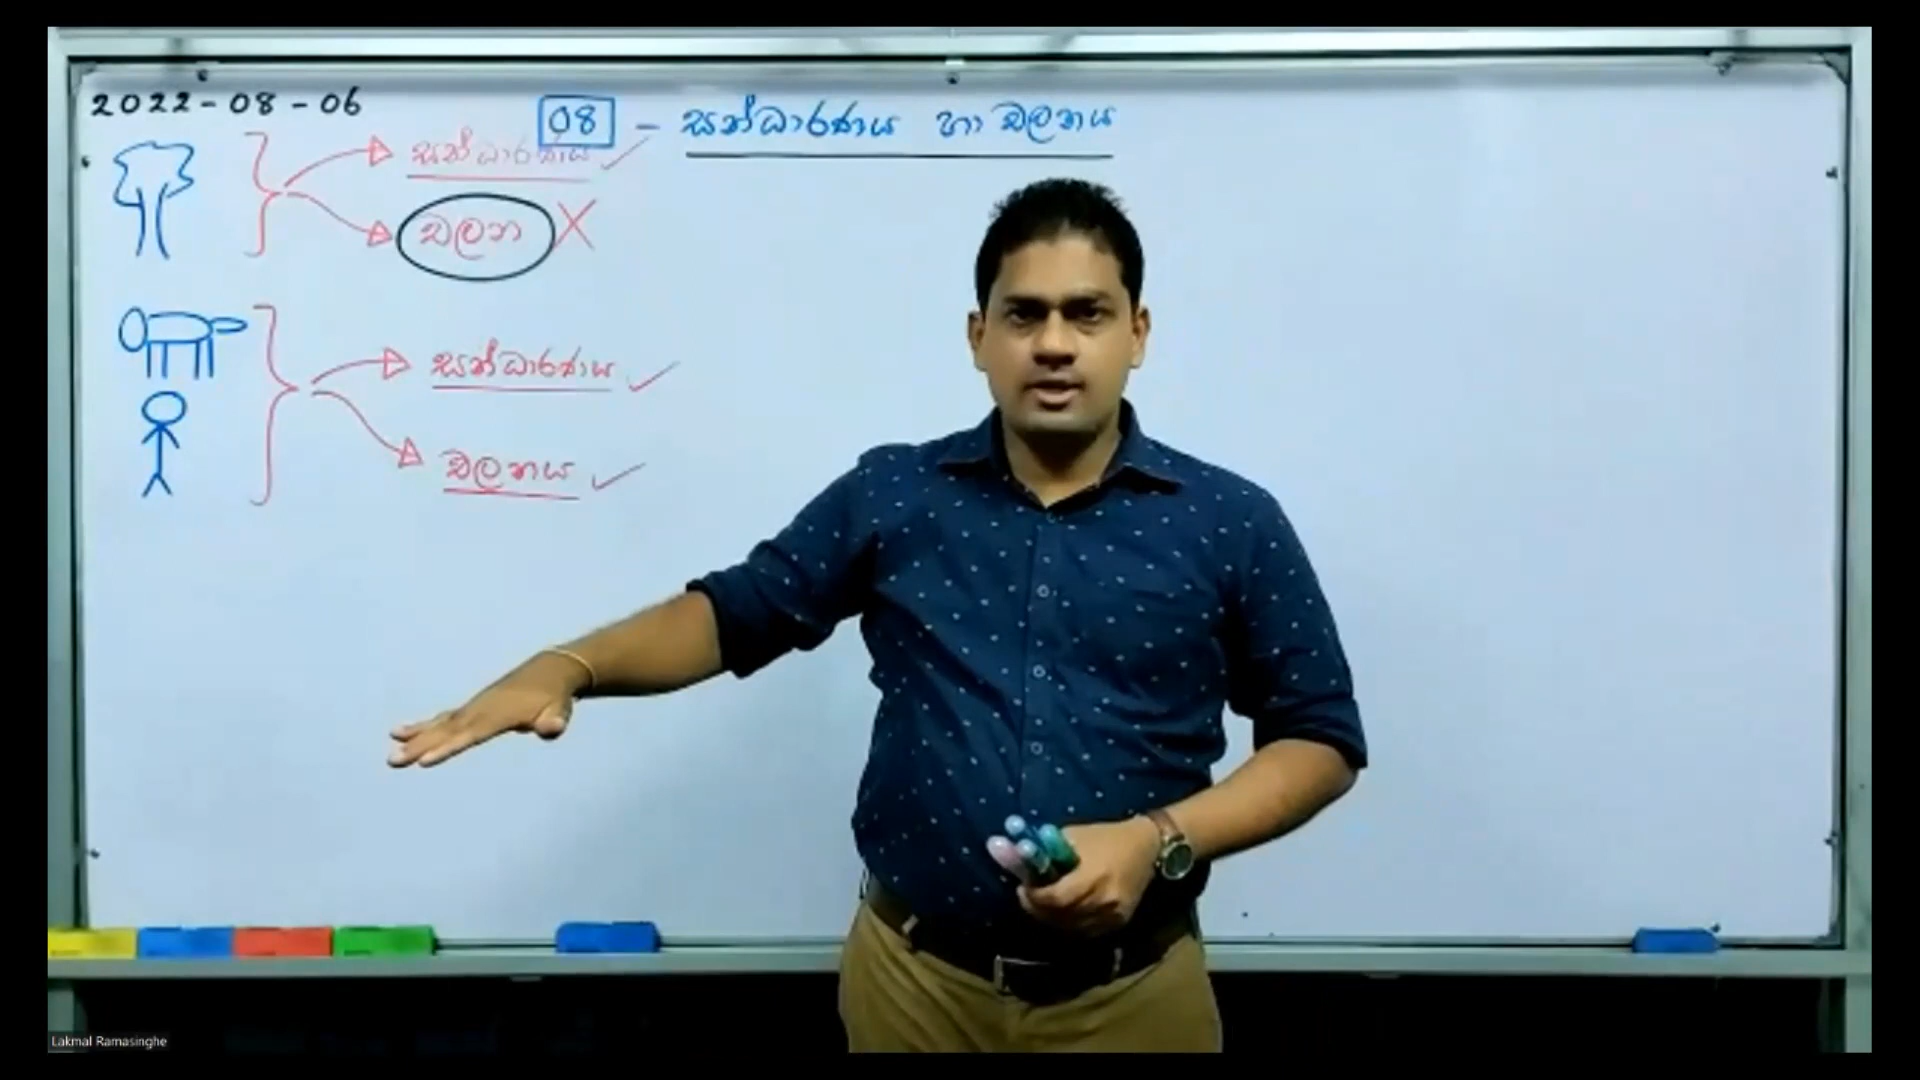 2022-08-06
08 - සන්ධාරණය හා චලනය
සන්ධාරණය ✓
චලන X
සන්ධාරණය ✓
චලනය ✓
Lakmal Ramasinghe